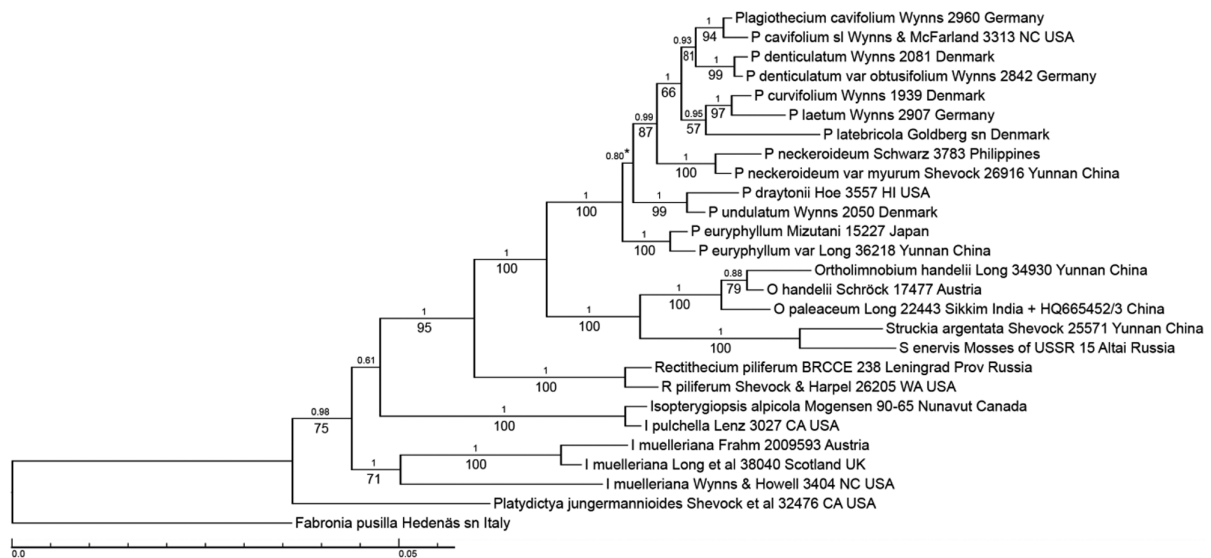 1
Plagiothecium cavifolium Wynns 2960 Germany
0.93
94
P cavifolium sl Wynns & McFarland 3313 NC USA
81
1
P denticulatum Wynns 2081 Denmark
1
99
P denticulatum var obtusifolium Wynns 2842 Germany
66
1
P curvifolium Wynns 1939 Denmark
0.95
97
P laetum Wynns 2907 Germany
0.99
57
P latebricola Goldberg sn Denmark
87
0.80*
1
P neckeroideum Schwarz 3783 Philippines
100
P neckeroideum var myurum Shevock 26916 Yunnan China
1
P draytonii Hoe 3557 HI USA
1
100
99
P undulatum Wynns 2050 Denmark
1
P euryphyllum Mizutani 15227 Japan
100
P euryphyllum var Long 36218 Yunnan China
1
100
0.88
Ortholimnobium handelii Long 34930 Yunnan China
1
79
O handelii Schröck 17477 Austria
100
O paleaceum Long 22443 Sikkim India + HQ665452/3 China
1
95
1
100
1
Struckia argentata Shevock 25571 Yunnan China
100
S enervis Mosses of USSR 15 Altai Russia
0.61
1
Rectithecium piliferum BRCCE 238 Leningrad Prov Russia
100
R piliferum Shevock & Harpel 26205 WA USA
0.98
1
Isopterygiopsis alpicola Mogensen 90-65 Nunavut Canada
75
100
I pulchella Lenz 3027 CA USA
1
I muelleriana Frahm 2009593 Austria
1
100
I muelleriana Long et al 38040 Scotland UK
71
I muelleriana Wynns & Howell 3404 NC USA
Platydictya jungermannioides Shevock et al 32476 CA USA
Fabronia pusilla Hedenäs sn Italy
0.0
0.05